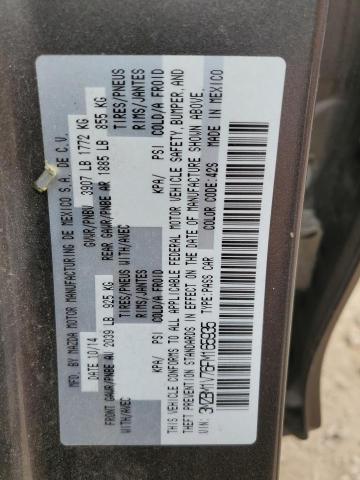 MFD. BY MAZDA MOTOR MANUFACTURING DE MEXICO S.A. DE C.V.
DATE: 10/14 GWVR/PNBV 3907 LB 1772 KG
FRONT GAWR/PNBE AV 2039 LB 925 KG REAR GAWR/PNBE AR 1885 LB 855 KG
WITH/AVEC TIRES/PNEUS WITH/AVEC TIRES/PNEUS
RIMS/JANTES RIMS/JANTES
COLD/A FROID KPA/ PSI COLD/A FROID KPA/ PSI COLD/A FROID
THIS VEHICLE CONFORMS TO ALL APPLICABLE FEDERAL MOTOR VEHICLE SAFETY, BUMPER, AND
THEFT PREVENTION STANDARDS IN EFFECT ON THE DATE OF MANUFACTURE SHOWN ABOVE.
VIN: 3MZBM1V76FM165935 TYPE: PASS CAR COLOR CODE: 42S MADE IN MEXICO